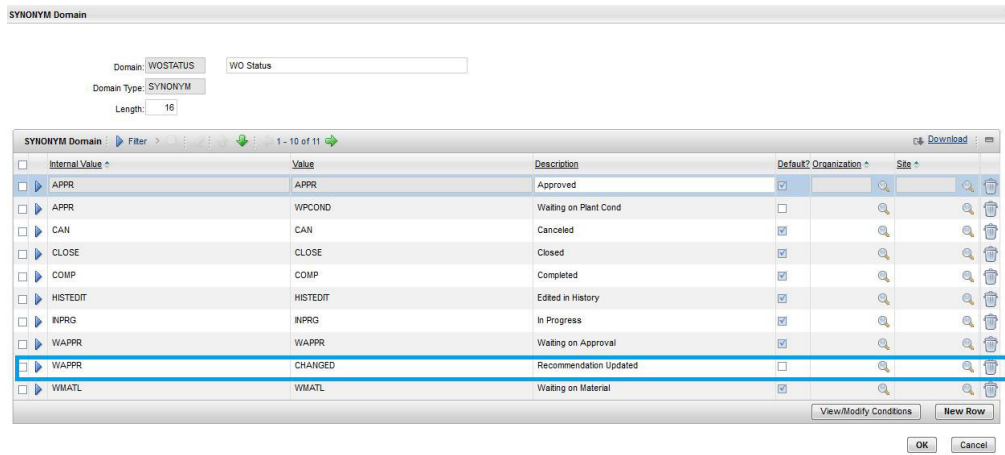 SYNONYM Domain
Domain: WOSTATUS WO Status
Domain Type: SYNONYM
Length: 16
SYNONYM Domain Filter 1 - 10 of 11 Download
Internal Value Value Description Default? Organization Site
APPR APPR Approved
APPR WPCOND Waiting on Plant Cond
CAN CAN Canceled
CLOSE CLOSE Closed
COMP COMP Completed
HISTEDIT HISTEDIT Edited in History
INPRG INPRG In Progress
WAPPR WAPPR Waiting on Approval
WAPPR CHANGED Recommendation Updated
WMATL WMATL Waiting on Material
View/Modify Conditions New Row
OK Cancel